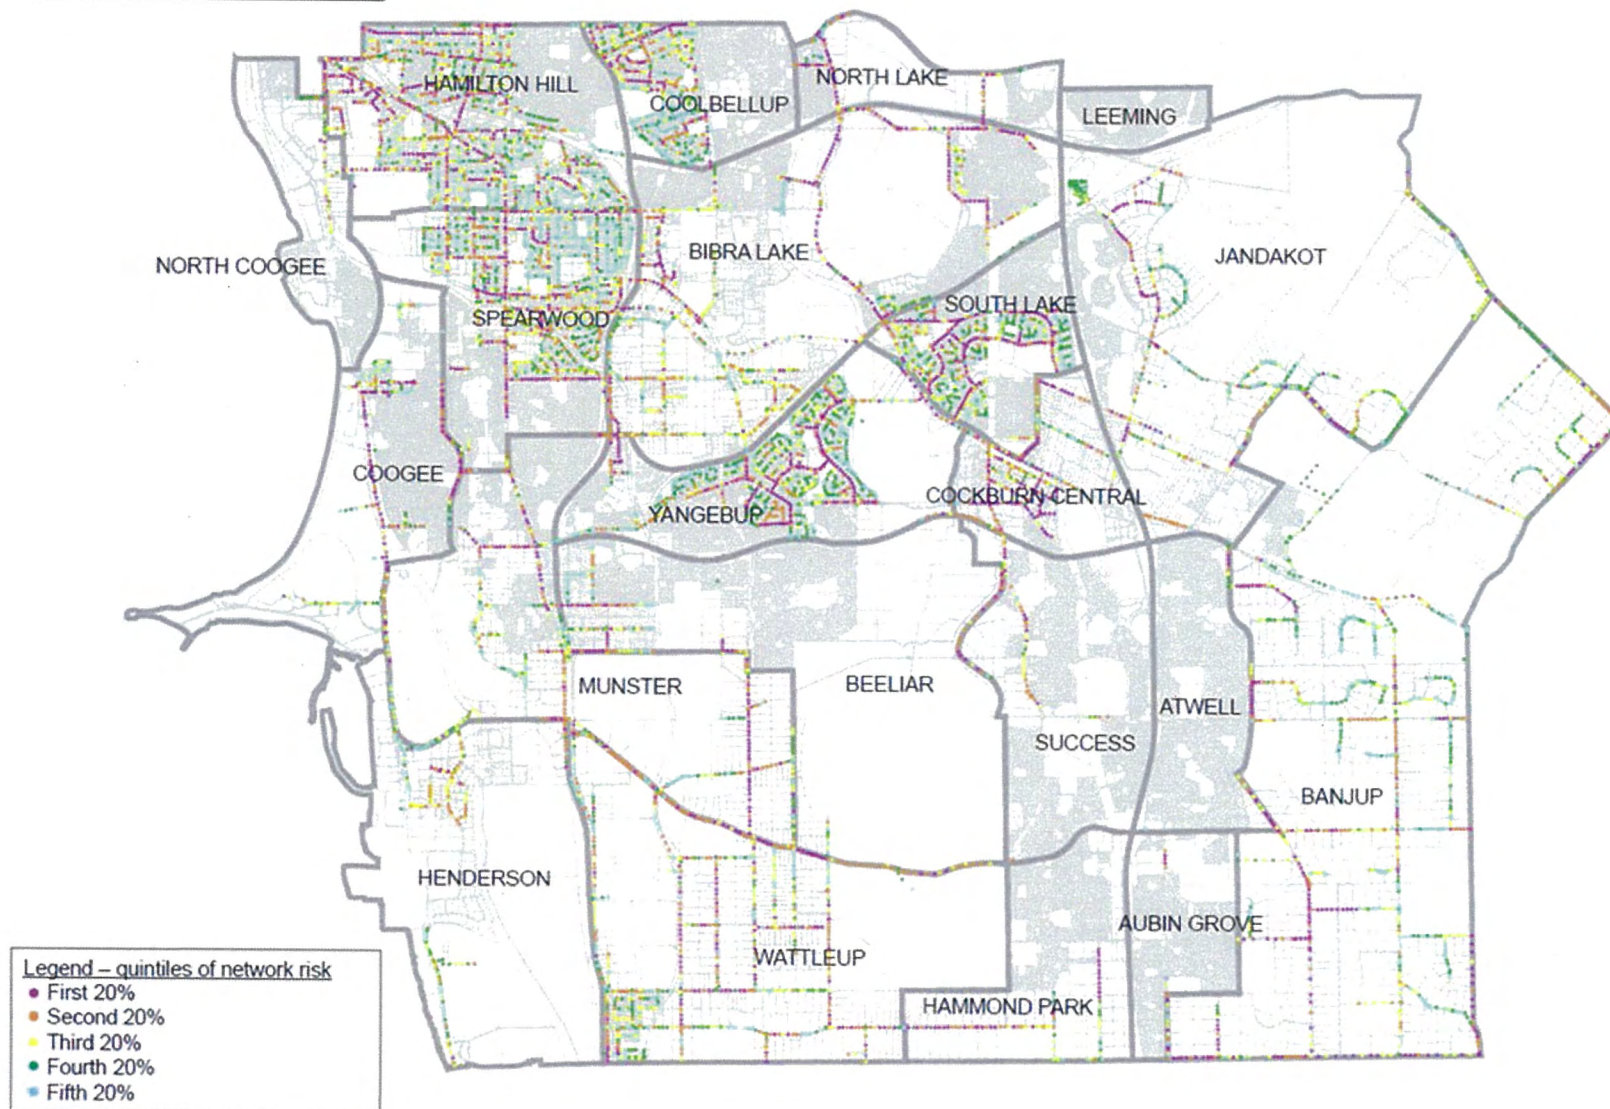 HAMILTON HILL
COOLBELLUP
NORTH LAKE
LEEMING
NORTH COOGEE
BIBRA LAKE
JANDAKOT
SPEARWOOD
SOUTH LAKE
COOGEE
YANGEBUP
COCKBURN CENTRAL
MUNSTER
BEELIAR
ATWELL
SUCCESS
BANJUP
HENDERSON
AUBIN GROVE
WATTLEUP
HAMMOND PARK
Legend – quintiles of network risk
First 20%
Second 20%
Third 20%
Fourth 20%
Fifth 20%